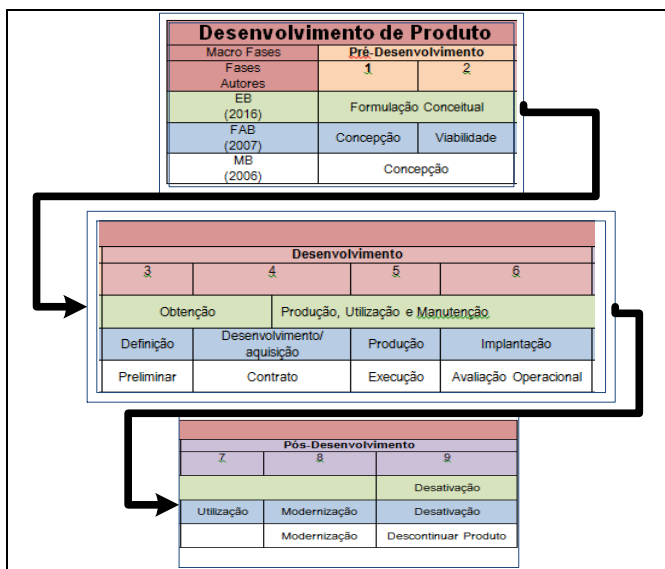 Desenvolvimento de Produto
Macro Fases Pré-Desenvolvimento
Fases 1 2
Autores
EB Formulação Conceitual
(2016)
FAB Concepção Viabilidade
(2007)
MB Concepção
(2006)
Desenvolvimento
3 4 5 6
Obtenção Produção, Utilização e Manutenção
Definição Desenvolvimento/ Produção Implantação
aquisição
Preliminar Contrato Execução Avaliação Operacional
Pós-Desenvolvimento
7 8 9
Desativação
Utilização Modernização Desativação
Modernização Descontinuar Produto